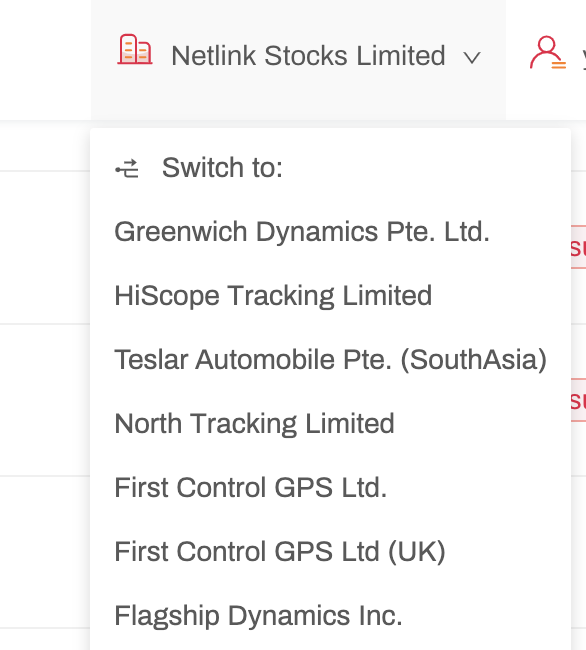 Netlink Stocks Limited
Switch to:
Greenwich Dynamics Pte. Ltd.
HiScope Tracking Limited
Teslar Automobile Pte. (SouthAsia)
North Tracking Limited
First Control GPS Ltd.
First Control GPS Ltd (UK)
Flagship Dynamics Inc.